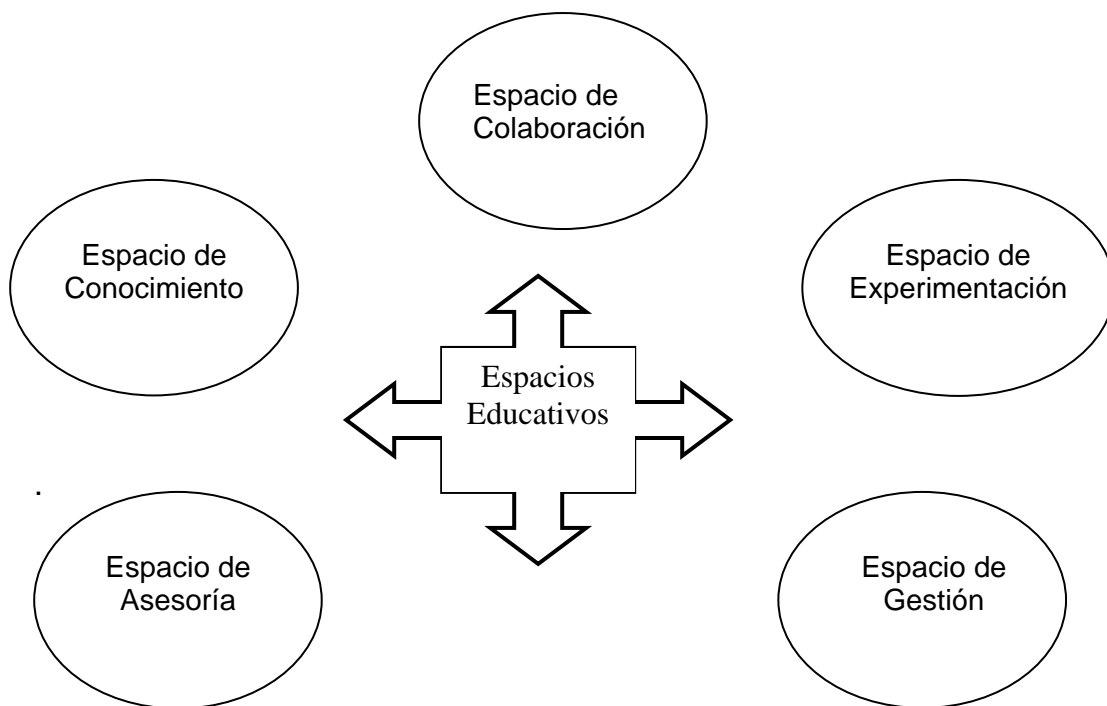 Espacio de
Colaboración
Espacio de
Conocimiento
Espacio de
Experimentación
Espacios
Educativos
.
Espacio de
Asesoría
Espacio de
Gestión